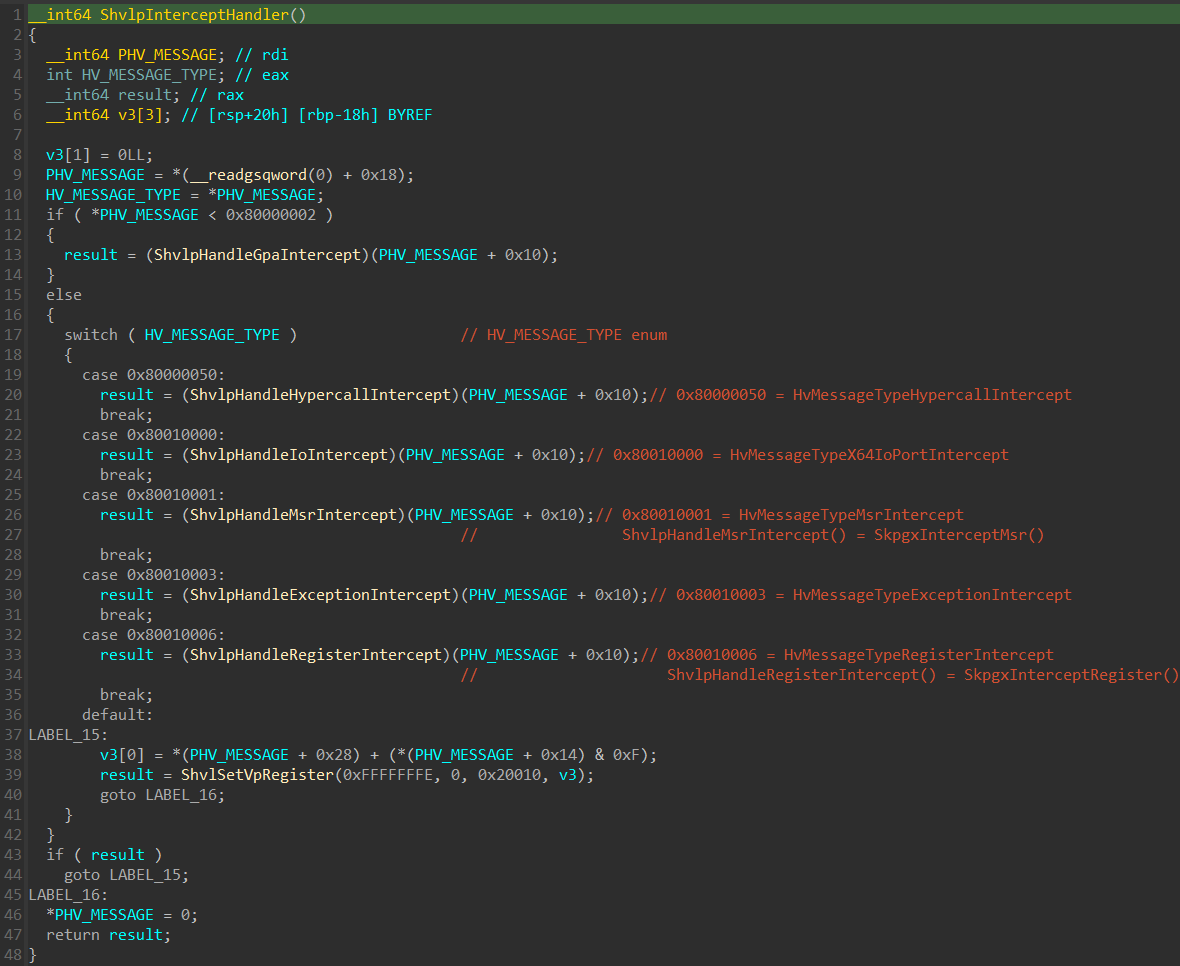 1 __int64 ShvlpInterceptHandler()
2 {
3 __int64 PHV_MESSAGE; // rdi
4 int HV_MESSAGE_TYPE; // eax
5 __int64 result; // rax
6 __int64 v3[3]; // [rsp+20h] [rbp-18h] BYREF
7
8 v3[1] = 0LL;
9 PHV_MESSAGE = *(__readgsqword(0) + 0x18);
10 HV_MESSAGE_TYPE = *PHV_MESSAGE;
11 if ( *PHV_MESSAGE < 0x80000002 )
12 {
13 result = (ShvlpHandleGpaIntercept)(PHV_MESSAGE + 0x10);
14 }
15 else
16 {
17 switch ( HV_MESSAGE_TYPE ) // HV_MESSAGE_TYPE enum
18 {
19 case 0x80000050:
20 result = (ShvlpHandleHypercallIntercept)(PHV_MESSAGE + 0x10);// 0x80000050 = HvMessageTypeHypercallIntercept
21 break;
22 case 0x80010000:
23 result = (ShvlpHandleIoIntercept)(PHV_MESSAGE + 0x10);// 0x80010000 = HvMessageTypeX64IoPortIntercept
24 break;
25 case 0x80010001:
26 result = (ShvlpHandleMsrIntercept)(PHV_MESSAGE + 0x10);// 0x80010001 = HvMessageTypeMsrIntercept
27 // ShvlpHandleMsrIntercept() = SkpgxInterceptMsr()
28 break;
29 case 0x80010003:
30 result = (ShvlpHandleExceptionIntercept)(PHV_MESSAGE + 0x10);// 0x80010003 = HvMessageTypeExceptionIntercept
31 break;
32 case 0x80010006:
33 result = (ShvlpHandleRegisterIntercept)(PHV_MESSAGE + 0x10);// 0x80010006 = HvMessageTypeRegisterIntercept
34 // ShvlpHandleRegisterIntercept() = SkpgxInterceptRegister()
35 break;
36 default:
37 LABEL_15:
38 v3[0] = *(PHV_MESSAGE + 0x28) + (*(PHV_MESSAGE + 0x14) & 0xF);
39 result = ShvlSetVpRegister(0xFFFFFFFE, 0, 0x20010, v3);
40 goto LABEL_16;
41 }
42 }
43 if ( result )
44 goto LABEL_15;
45 LABEL_16:
46 *PHV_MESSAGE = 0;
47 return result;
48 }